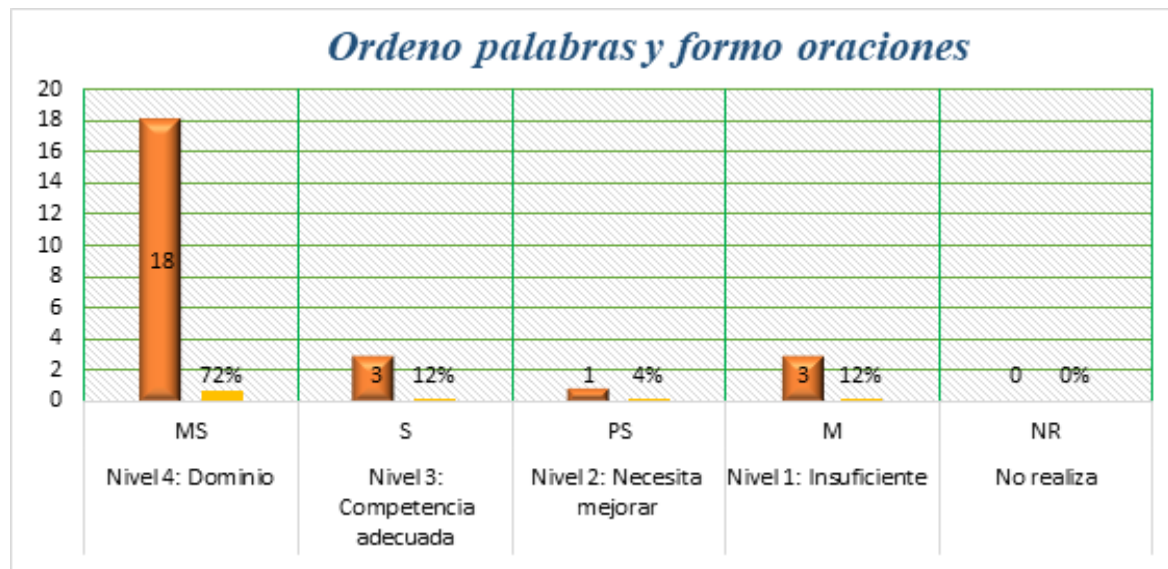 Ordeno palabras y formo oraciones
20
18
16
14
12
10
8
6
4
2
0
18
72%
3
12%
1
4%
3
12%
0
0%
MS
S
PS
M
NR
Nivel 4: Dominio
Nivel 3:
Competencia
adecuada
Nivel 2: Necesita
mejorar
Nivel 1: Insuficiente
No realiza